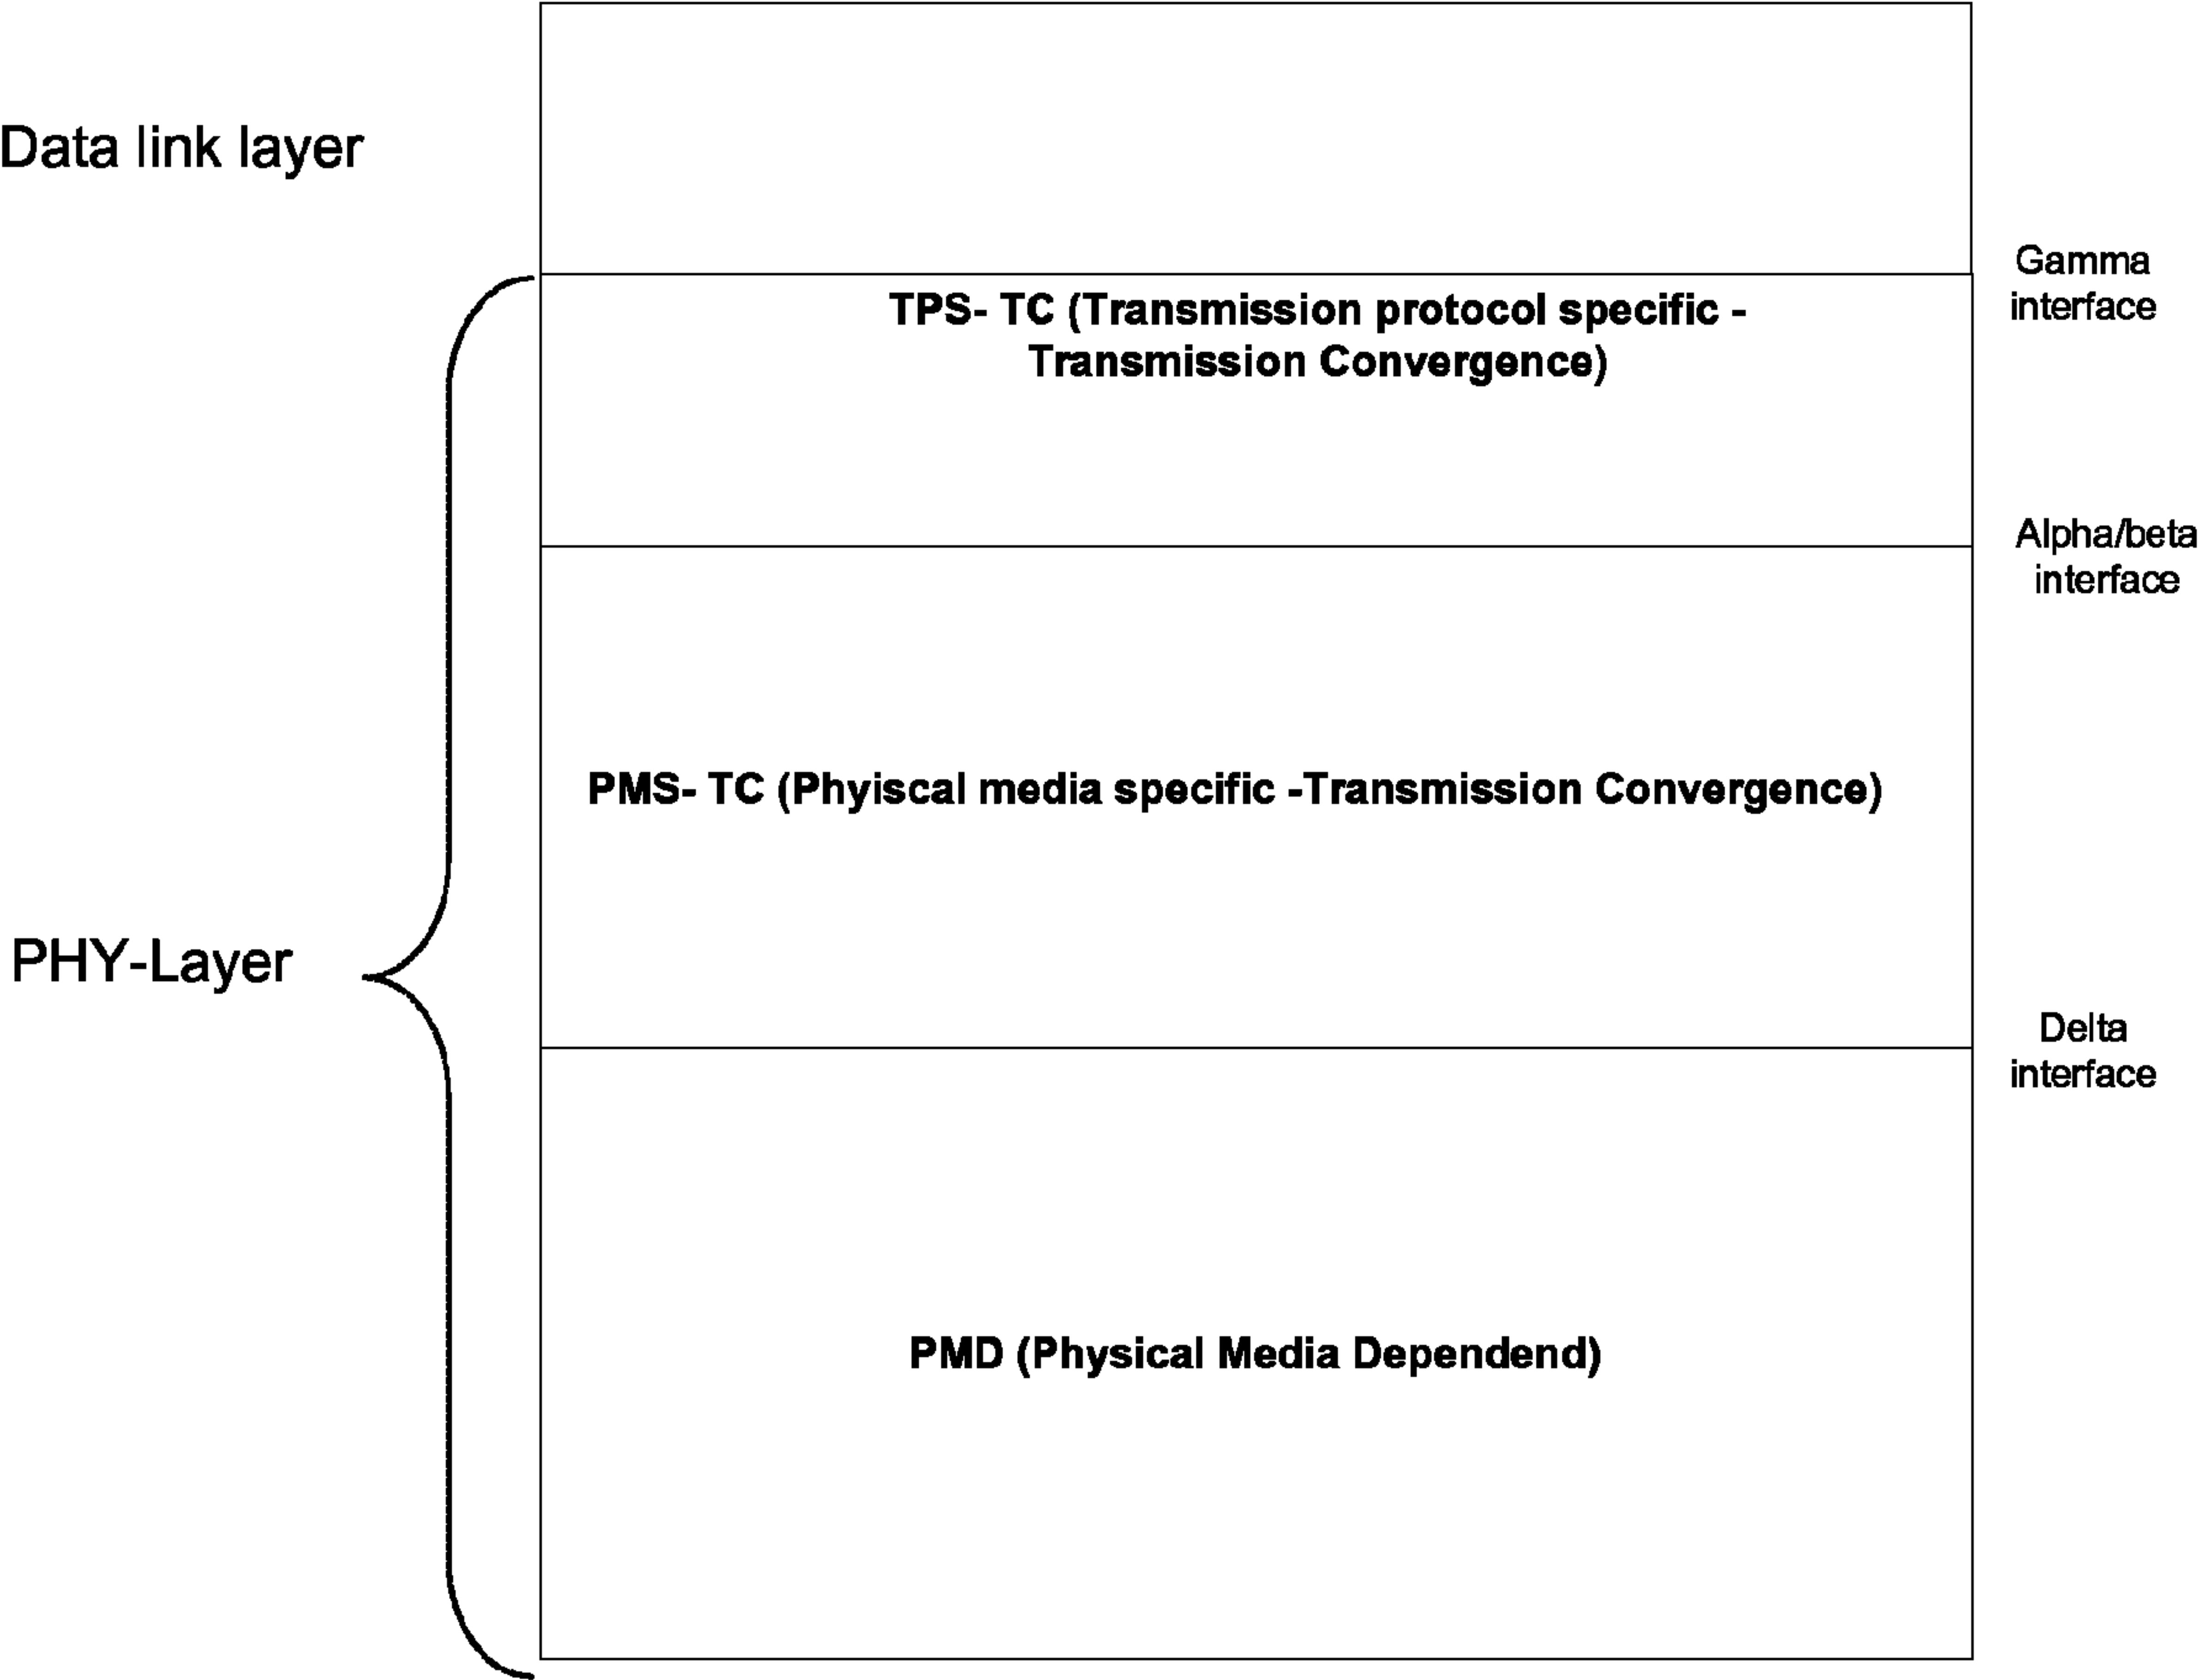 Data link layer
Gamma
interface
TPS- TC (Transmission protocol specific -
Transmission Convergence)
Alpha/beta
interface
PMS- TC (Phyiscal media specific -Transmission Convergence)
PHY-Layer
Delta
interface
PMD (Physical Media Dependend)